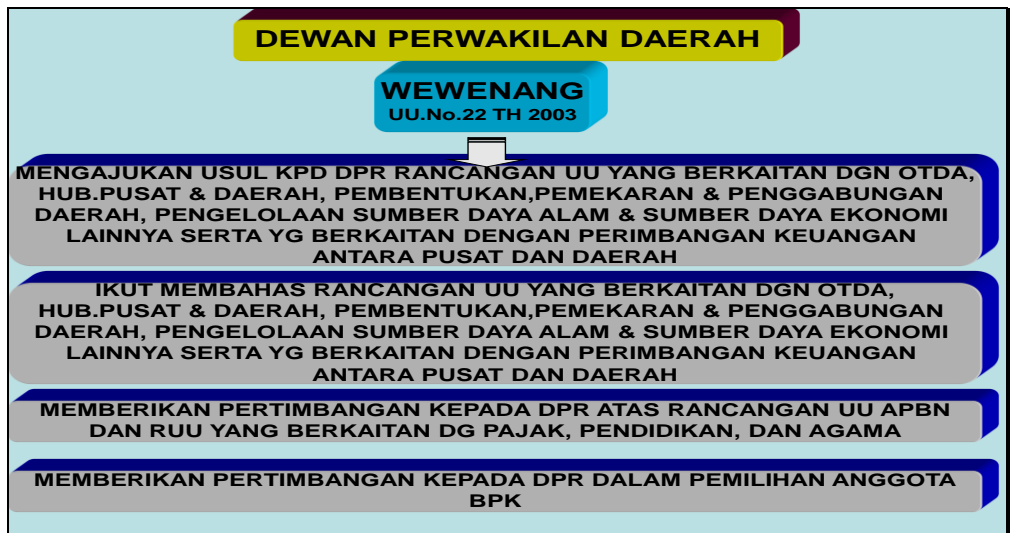 DEWAN PERWAKILAN DAERAH
WEWENANG
UU.No.22 TH 2003
MENGAJUKAN USUL KPD DPR RANCANGAN UU YANG BERKAITAN DGN OTDA,
HUB.PUSAT & DAERAH, PEMBENTUKAN,PEMEKARAN & PENGGABUNGAN
DAERAH, PENGELOLAAN SUMBER DAYA ALAM & SUMBER DAYA EKONOMI
LAINNYA SERTA YG BERKAITAN DENGAN PERIMBANGAN KEUANGAN
ANTARA PUSAT DAN DAERAH
IKUT MEMBAHAS RANCANGAN UU YANG BERKAITAN DGN OTDA,
HUB.PUSAT & DAERAH, PEMBENTUKAN,PEMEKARAN & PENGGABUNGAN
DAERAH, PENGELOLAAN SUMBER DAYA ALAM & SUMBER DAYA EKONOMI
LAINNYA SERTA YG BERKAITAN DENGAN PERIMBANGAN KEUANGAN
ANTARA PUSAT DAN DAERAH
MEMBERIKAN PERTIMBANGAN KEPADA DPR ATAS RANCANGAN UU APBN
DAN RUU YANG BERKAITAN DG PAJAK, PENDIDIKAN, DAN AGAMA
MEMBERIKAN PERTIMBANGAN KEPADA DPR DALAM PEMILIHAN ANGGOTA
BPK